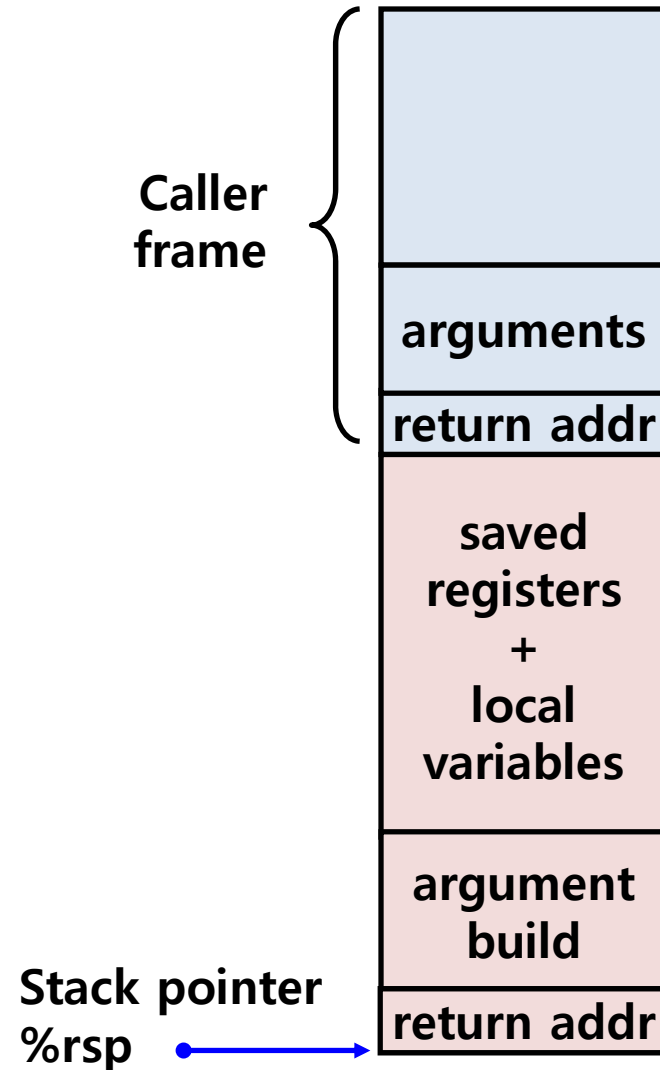 Caller
frame
arguments
return addr
saved
registers
+
local
variables
argument
build
Stack pointer
%rsp
return addr